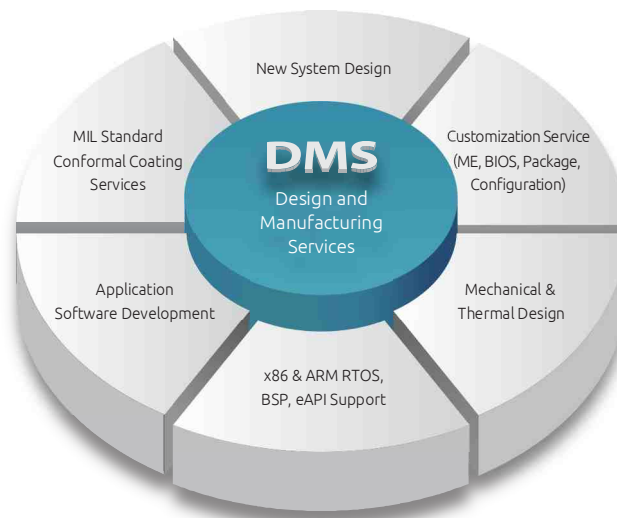 New System Design
MIL Standard
Conformal Coating
Services
DMS
Design and
Manufacturing
Services
Customization Service
(ME, BIOS, Package,
Configuration)
Application
Software Development
Mechanical &
Thermal Design
x86 & ARM RTOS,
BSP, eAPI Support